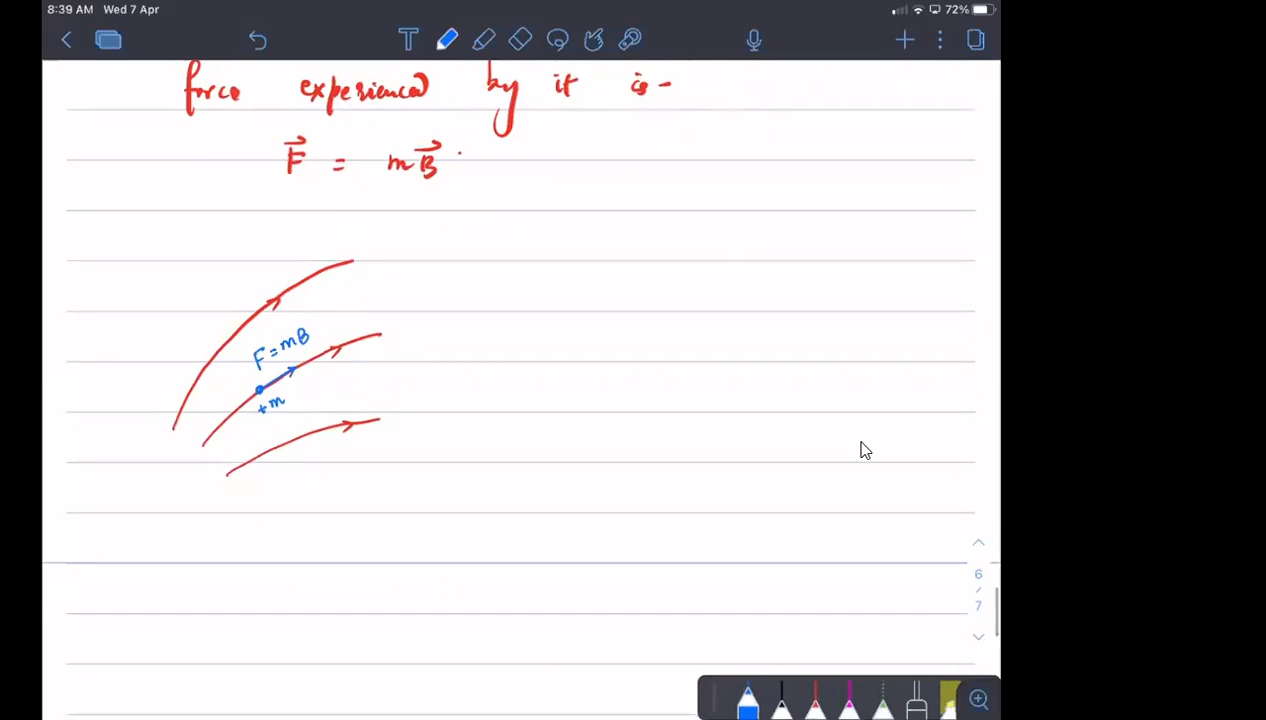 8:39 AM Wed 7 Apr 72%
T
force experienced by it is -
F = mB
F = mB
+m
6
/
7